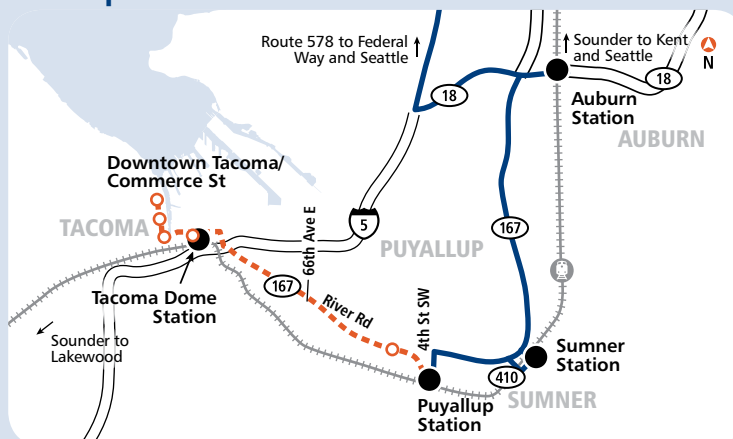 Route 578 to Federal
Way and Seattle
Sounder to Kent
and Seattle
N
18
18
Auburn
Station
AUBURN
Downtown Tacoma/
Commerce St
TACOMA
5
66th Ave E
PUYALLUP
167
167
River Rd
4th St SW
Tacoma Dome
Station
Sounder to
Lakewood
Sumner
Station
410
SUMNER
Puyallup
Station